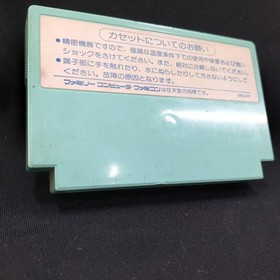 カセットについてのお願い
●精密機器ですので、極端な温度条件下での使用や保管および強い
ショックをさけてください。また、絶対に分解しないでください。
●端子部に手を触れたり、水にぬらしたりして汚さないようにして
ください。故障の原因となります。
ファミリーコンピュータ・ファミコンは任天堂の商標です。